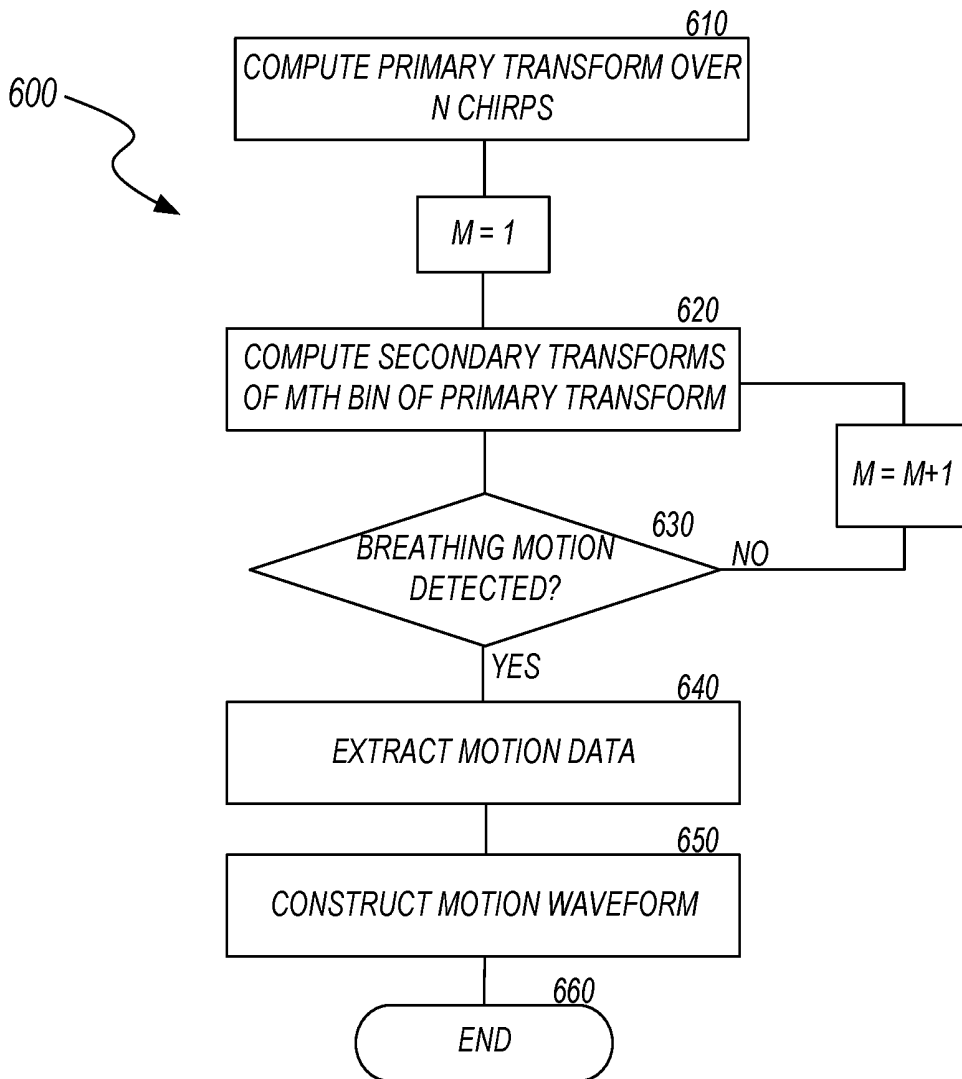 610
COMPUTE PRIMARY TRANSFORM OVER
N CHIRPS
600
M = 1
620
COMPUTE SECONDARY TRANSFORMS
OF MTH BIN OF PRIMARY TRANSFORM
M = M+1
630
BREATHING MOTION
DETECTED?
NO
YES
640
EXTRACT MOTION DATA
650
CONSTRUCT MOTION WAVEFORM
660
END